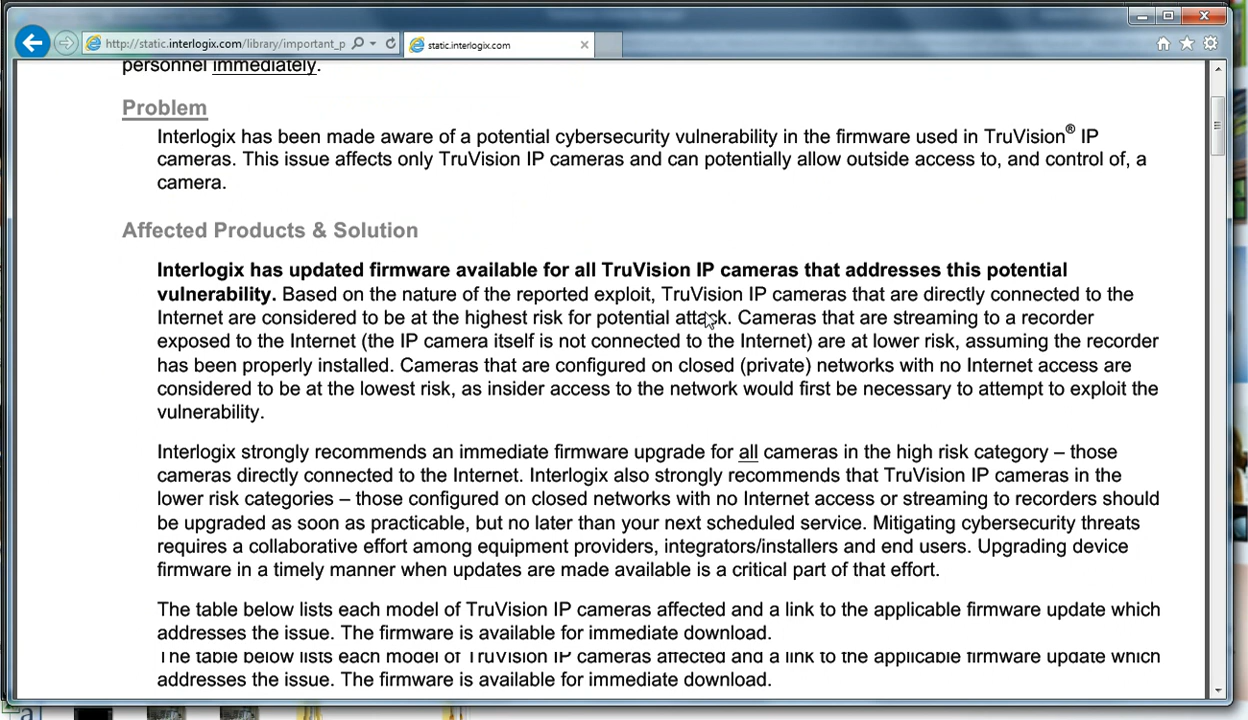 http://static.interlogix.com/library/important_p
static.interlogix.com
personnel immediately.
Problem
Interlogix has been made aware of a potential cybersecurity vulnerability in the firmware used in TruVision® IP
cameras. This issue affects only TruVision IP cameras and can potentially allow outside access to, and control of, a
camera.
Affected Products & Solution
Interlogix has updated firmware available for all TruVision IP cameras that addresses this potential
vulnerability. Based on the nature of the reported exploit, TruVision IP cameras that are directly connected to the
Internet are considered to be at the highest risk for potential attack. Cameras that are streaming to a recorder
exposed to the Internet (the IP camera itself is not connected to the Internet) are at lower risk, assuming the recorder
has been properly installed. Cameras that are configured on closed (private) networks with no Internet access are
considered to be at the lowest risk, as insider access to the network would first be necessary to attempt to exploit the
vulnerability.
Interlogix strongly recommends an immediate firmware upgrade for all cameras in the high risk category – those
cameras directly connected to the Internet. Interlogix also strongly recommends that TruVision IP cameras in the
lower risk categories – those configured on closed networks with no Internet access or streaming to recorders should
be upgraded as soon as practicable, but no later than your next scheduled service. Mitigating cybersecurity threats
requires a collaborative effort among equipment providers, integrators/installers and end users. Upgrading device
firmware in a timely manner when updates are made available is a critical part of that effort.
The table below lists each model of TruVision IP cameras affected and a link to the applicable firmware update which
addresses the issue. The firmware is available for immediate download.
The table below lists each model of TruVision IP cameras affected and a link to the applicable firmware update which
addresses the issue. The firmware is available for immediate download.